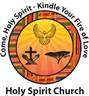 Come, Holy Spirit - Kindle Your Fire of Love
Holy Spirit Church